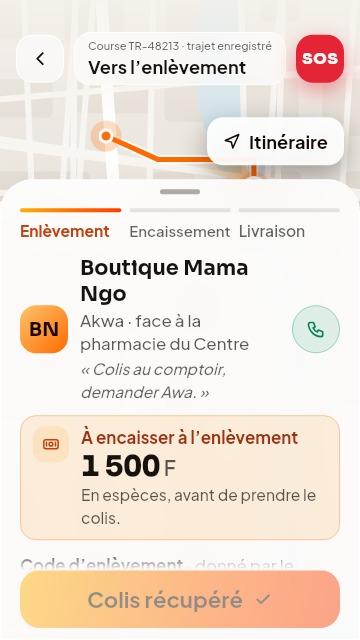 Course TR-48213 · trajet enregistré
Vers l’enlèvement
SOS
Itinéraire
Enlèvement Encaissement Livraison
Boutique Mama
Ngo
BN
Akwa · face à la
pharmacie du Centre
« Colis au comptoir,
demander Awa. »
À encaisser à l’enlèvement
1 500 F
En espèces, avant de prendre le
colis.
Code d’enlèvement · donné par le
Colis récupéré